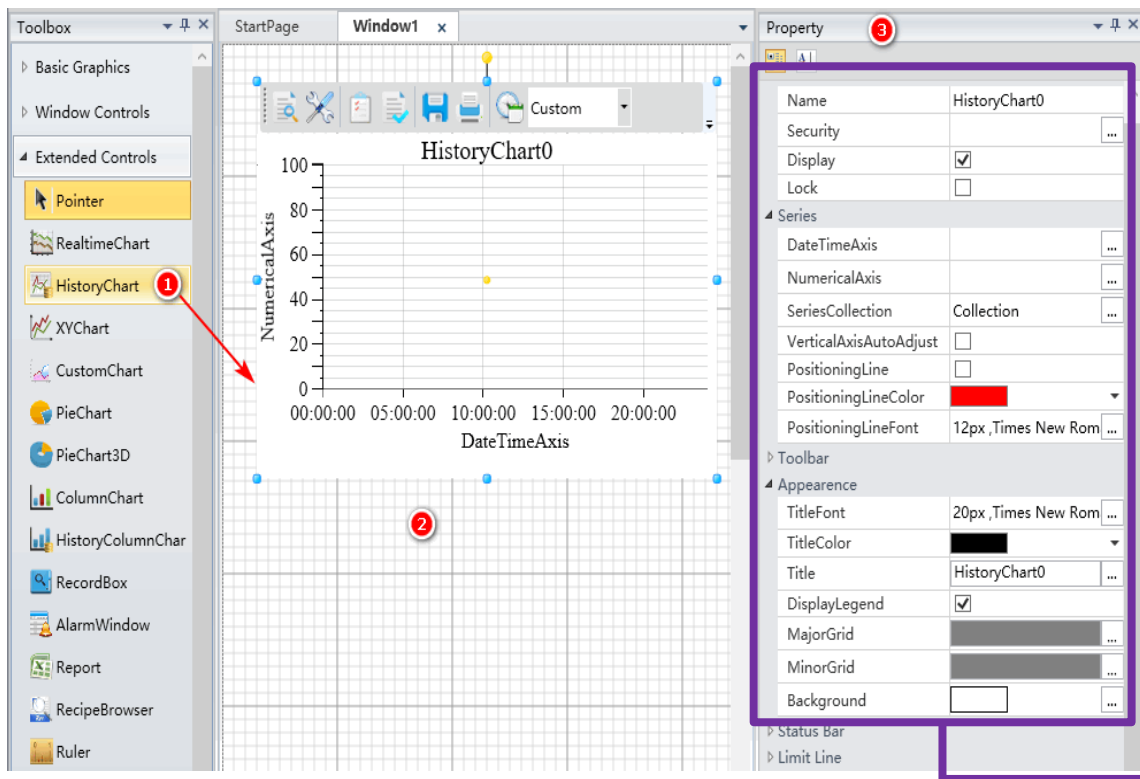 Toolbox
Basic Graphics
Window Controls
Extended Controls
Pointer
RealtimeChart
HistoryChart
1
XYChart
CustomChart
PieChart
PieChart3D
ColumnChart
HistoryColumnChar
RecordBox
AlarmWindow
Report
RecipeBrowser
Ruler
StartPage
Window1 x
Custom
HistoryChart0
100
80
60
40
20
0
NumericalAxis
00:00:00 05:00:00 10:00:00 15:00:00 20:00:00
DateTimeAxis
2
Property 3
Name HistoryChart0
Security ...
Display
Lock
Series
DateTimeAxis ...
NumericalAxis ...
SeriesCollection Collection ...
VerticalAxisAutoAdjust
PositioningLine
PositioningLineColor
PositioningLineFont 12px ,Times New Rom ...
Toolbar
Appearence
TitleFont 20px ,Times New Rom ...
TitleColor
Title HistoryChart0 ...
DisplayLegend
MajorGrid ...
MinorGrid ...
Background ...
Status Bar
Limit Line